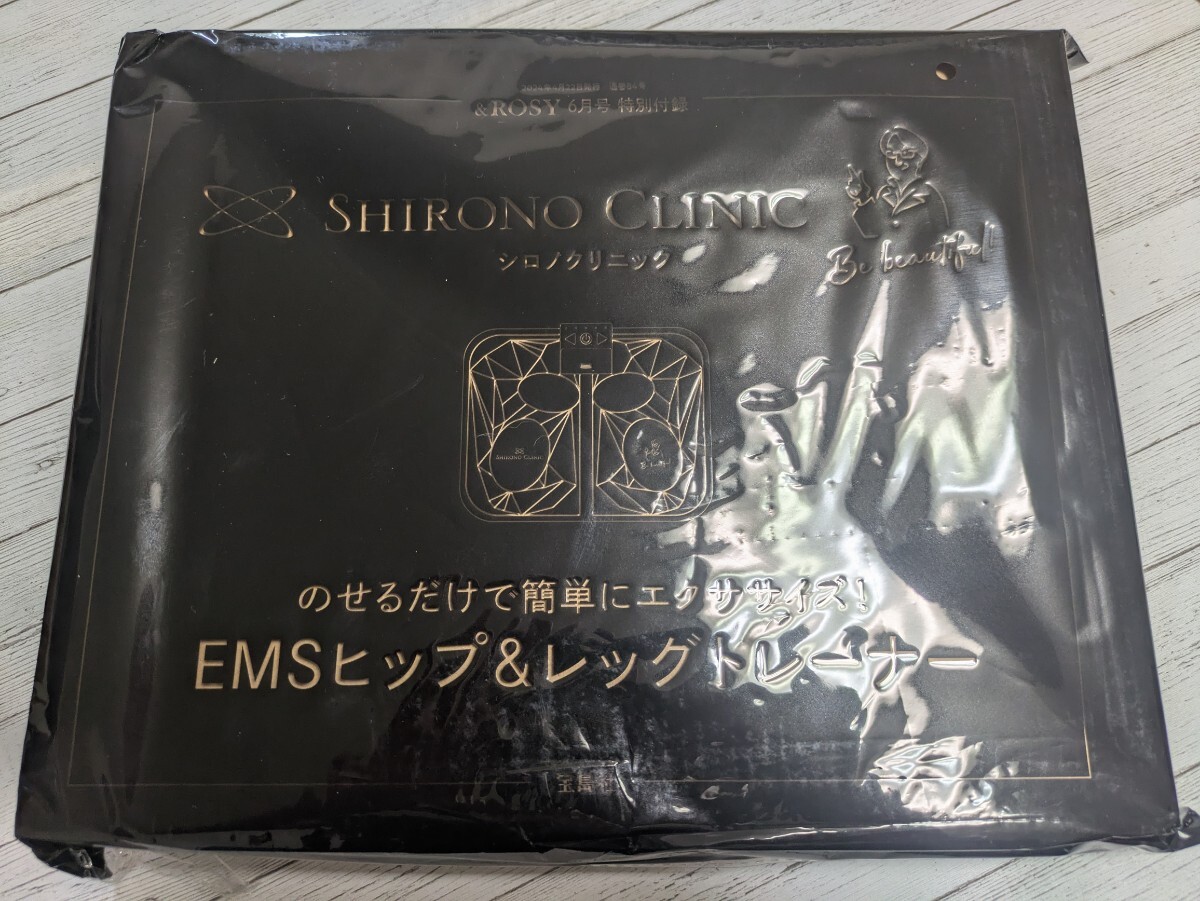 &ROSY 6月号 特別付録
SHIRONO CLINIC
シロノクリニック
Be beautiful!
SHIRONO CLINIC
のせるだけで簡単にエクササイズ!
EMSヒップ&レッグトレーナー
宝島社